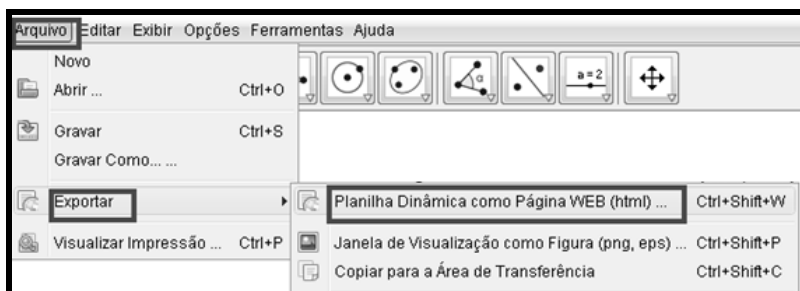 Arquivo Editar Exibir Opções Ferramentas Ajuda
Novo
Abrir ... Ctrl+O
α
a=2
Gravar Ctrl+S
Gravar Como... ...
Exportar
Planilha Dinâmica como Página WEB (html) ... Ctrl+Shift+W
Visualizar Impressão ... Ctrl+P
Janela de Visualização como Figura (png, eps) ... Ctrl+Shift+P
Copiar para a Área de Transferência Ctrl+Shift+C